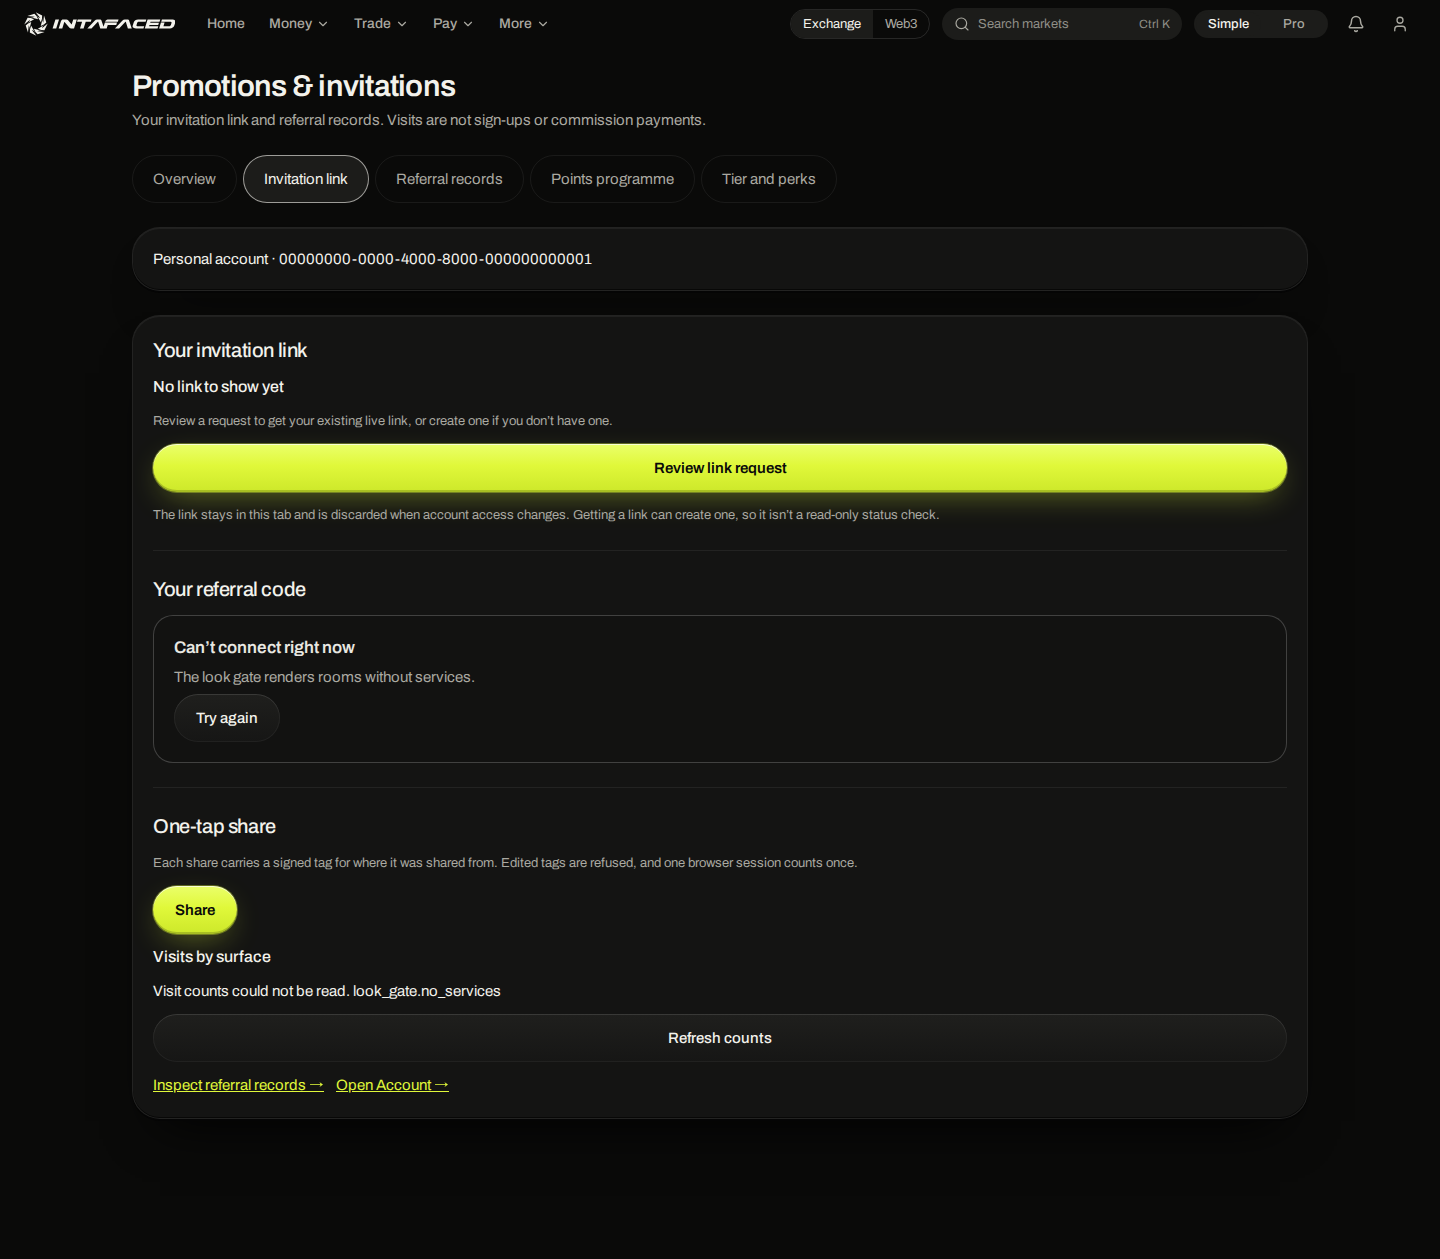 INTAFACED
Home
Money
Trade
Pay
More
Exchange
Web3
Search markets
Ctrl K
Simple
Pro
Promotions & invitations
Your invitation link and referral records. Visits are not sign-ups or commission payments.
Overview
Invitation link
Referral records
Points programme
Tier and perks
Personal account · 00000000-0000-4000-8000-000000000001
Your invitation link
No link to show yet
Review a request to get your existing live link, or create one if you don’t have one.
Review link request
The link stays in this tab and is discarded when account access changes. Getting a link can create one, so it isn’t a read-only status check.
Your referral code
Can’t connect right now
The look gate renders rooms without services.
Try again
One-tap share
Each share carries a signed tag for where it was shared from. Edited tags are refused, and one browser session counts once.
Share
Visits by surface
Visit counts could not be read. look_gate.no_services
Refresh counts
Inspect referral records → Open Account →